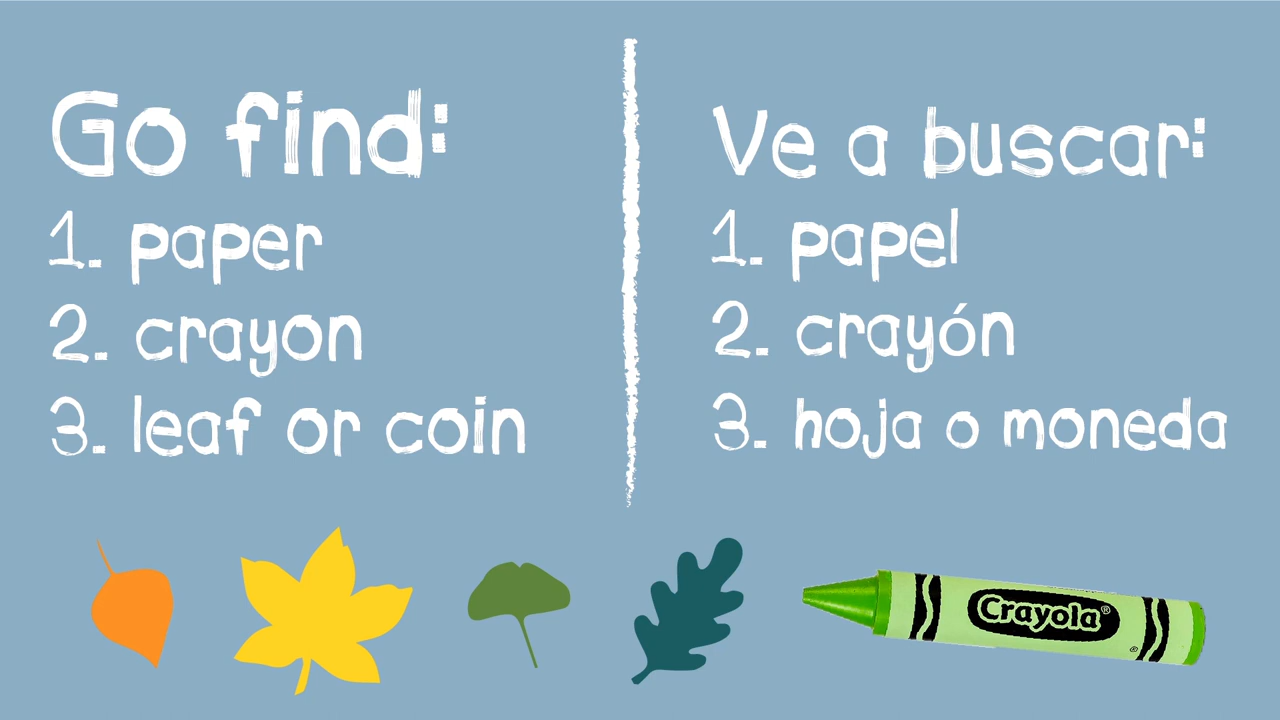 Go find:
1. paper
2. crayon
3. leaf or coin
Ve a buscar:
1. papel
2. crayón
3. hoja o moneda
Crayola®
®